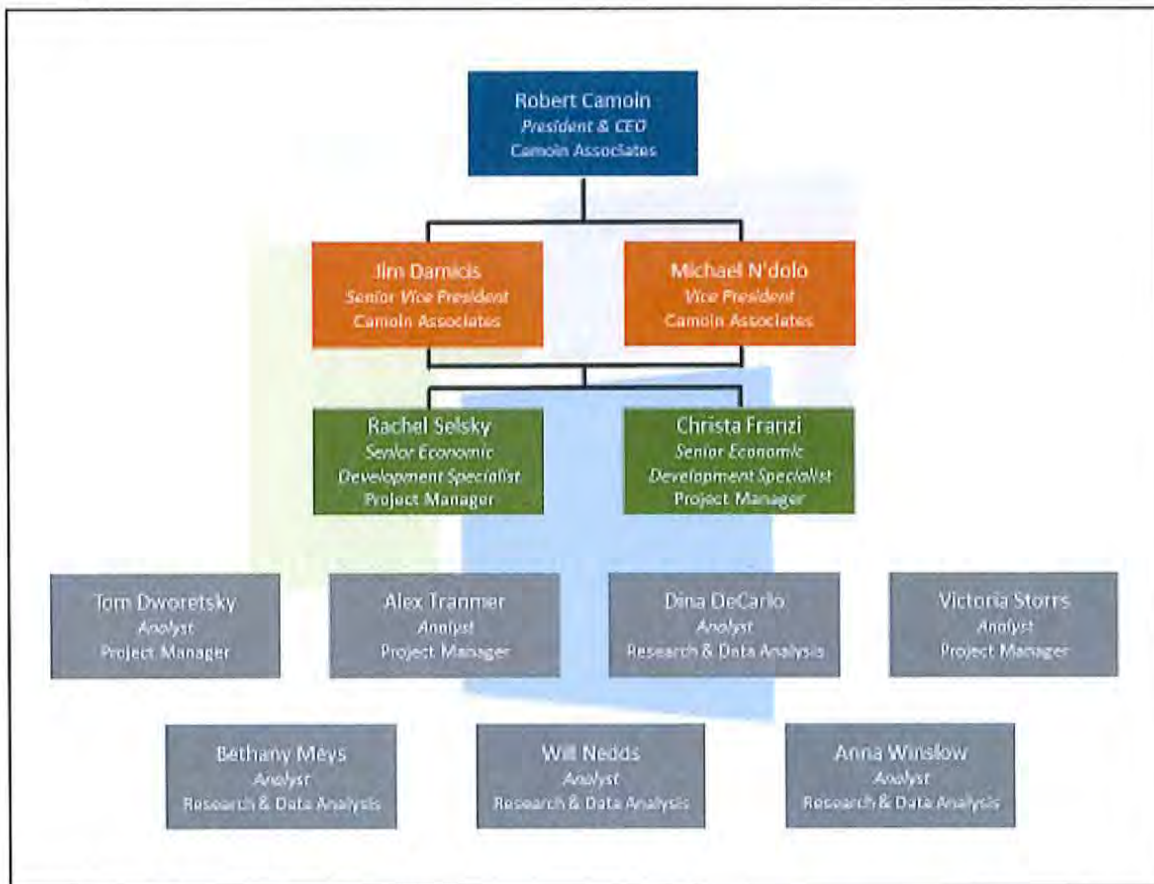 Robert Camoin
President & CEO
Camoin Associates
Jim Damicis
Senior Vice President
Camoin Associates
Michael N'dolo
Vice President
Camoin Associates
Rachel Selsky
Senior Economic
Development Specialist
Project Manager
Christa Franzi
Senior Economic
Development Specialist
Project Manager
Tom Dworetsky
Analyst
Project Manager
Alex Tranmer
Analyst
Project Manager
Dina DeCarlo
Analyst
Research & Data Analysis
Victoria Storrs
Analyst
Project Manager
Bethany Meys
Analyst
Research & Data Analysis
Will Nedds
Analyst
Research & Data Analysis
Anna Winslow
Analyst
Research & Data Analysis